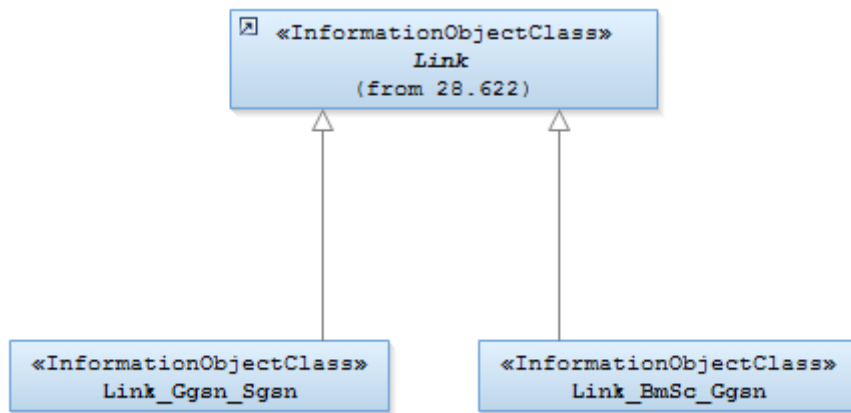 «InformationObjectClass»
Link
(from 28.622)
«InformationObjectClass»
Link_Ggsn_Sgsn
«InformationObjectClass»
Link_BmSc_Ggsn